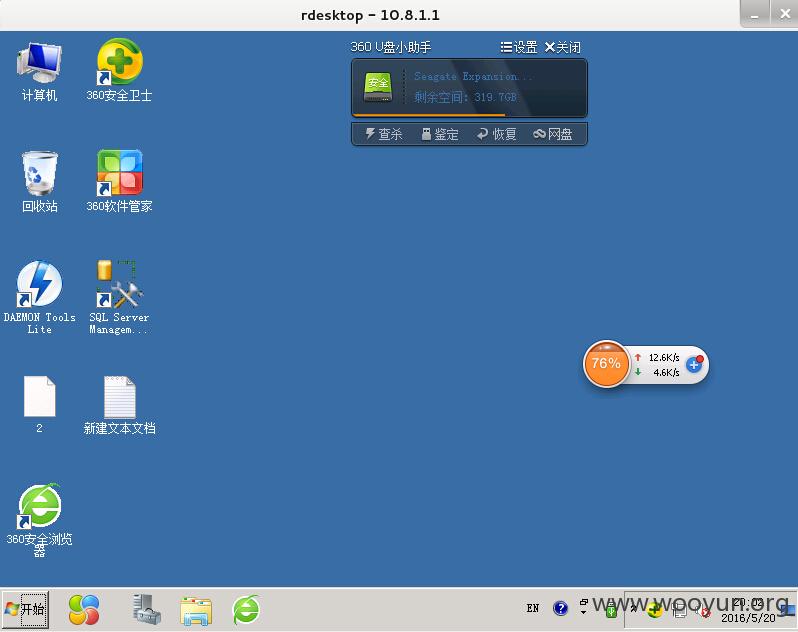 rdesktop - 10.8.1.1
360 U盘小助手 设置 关闭
安全
Seagate Expansion...
剩余空间: 319.7GB
查杀 鉴定 恢复 网盘
计算机
360安全卫士
回收站
360软件管家
DAEMON Tools
Lite
SQL Server
Managem...
76%
12.6K/s
4.6K/s
2
新建文本文档
360安全浏览
器
开始
EN
20:02
2016/5/20
www.wooyun.org